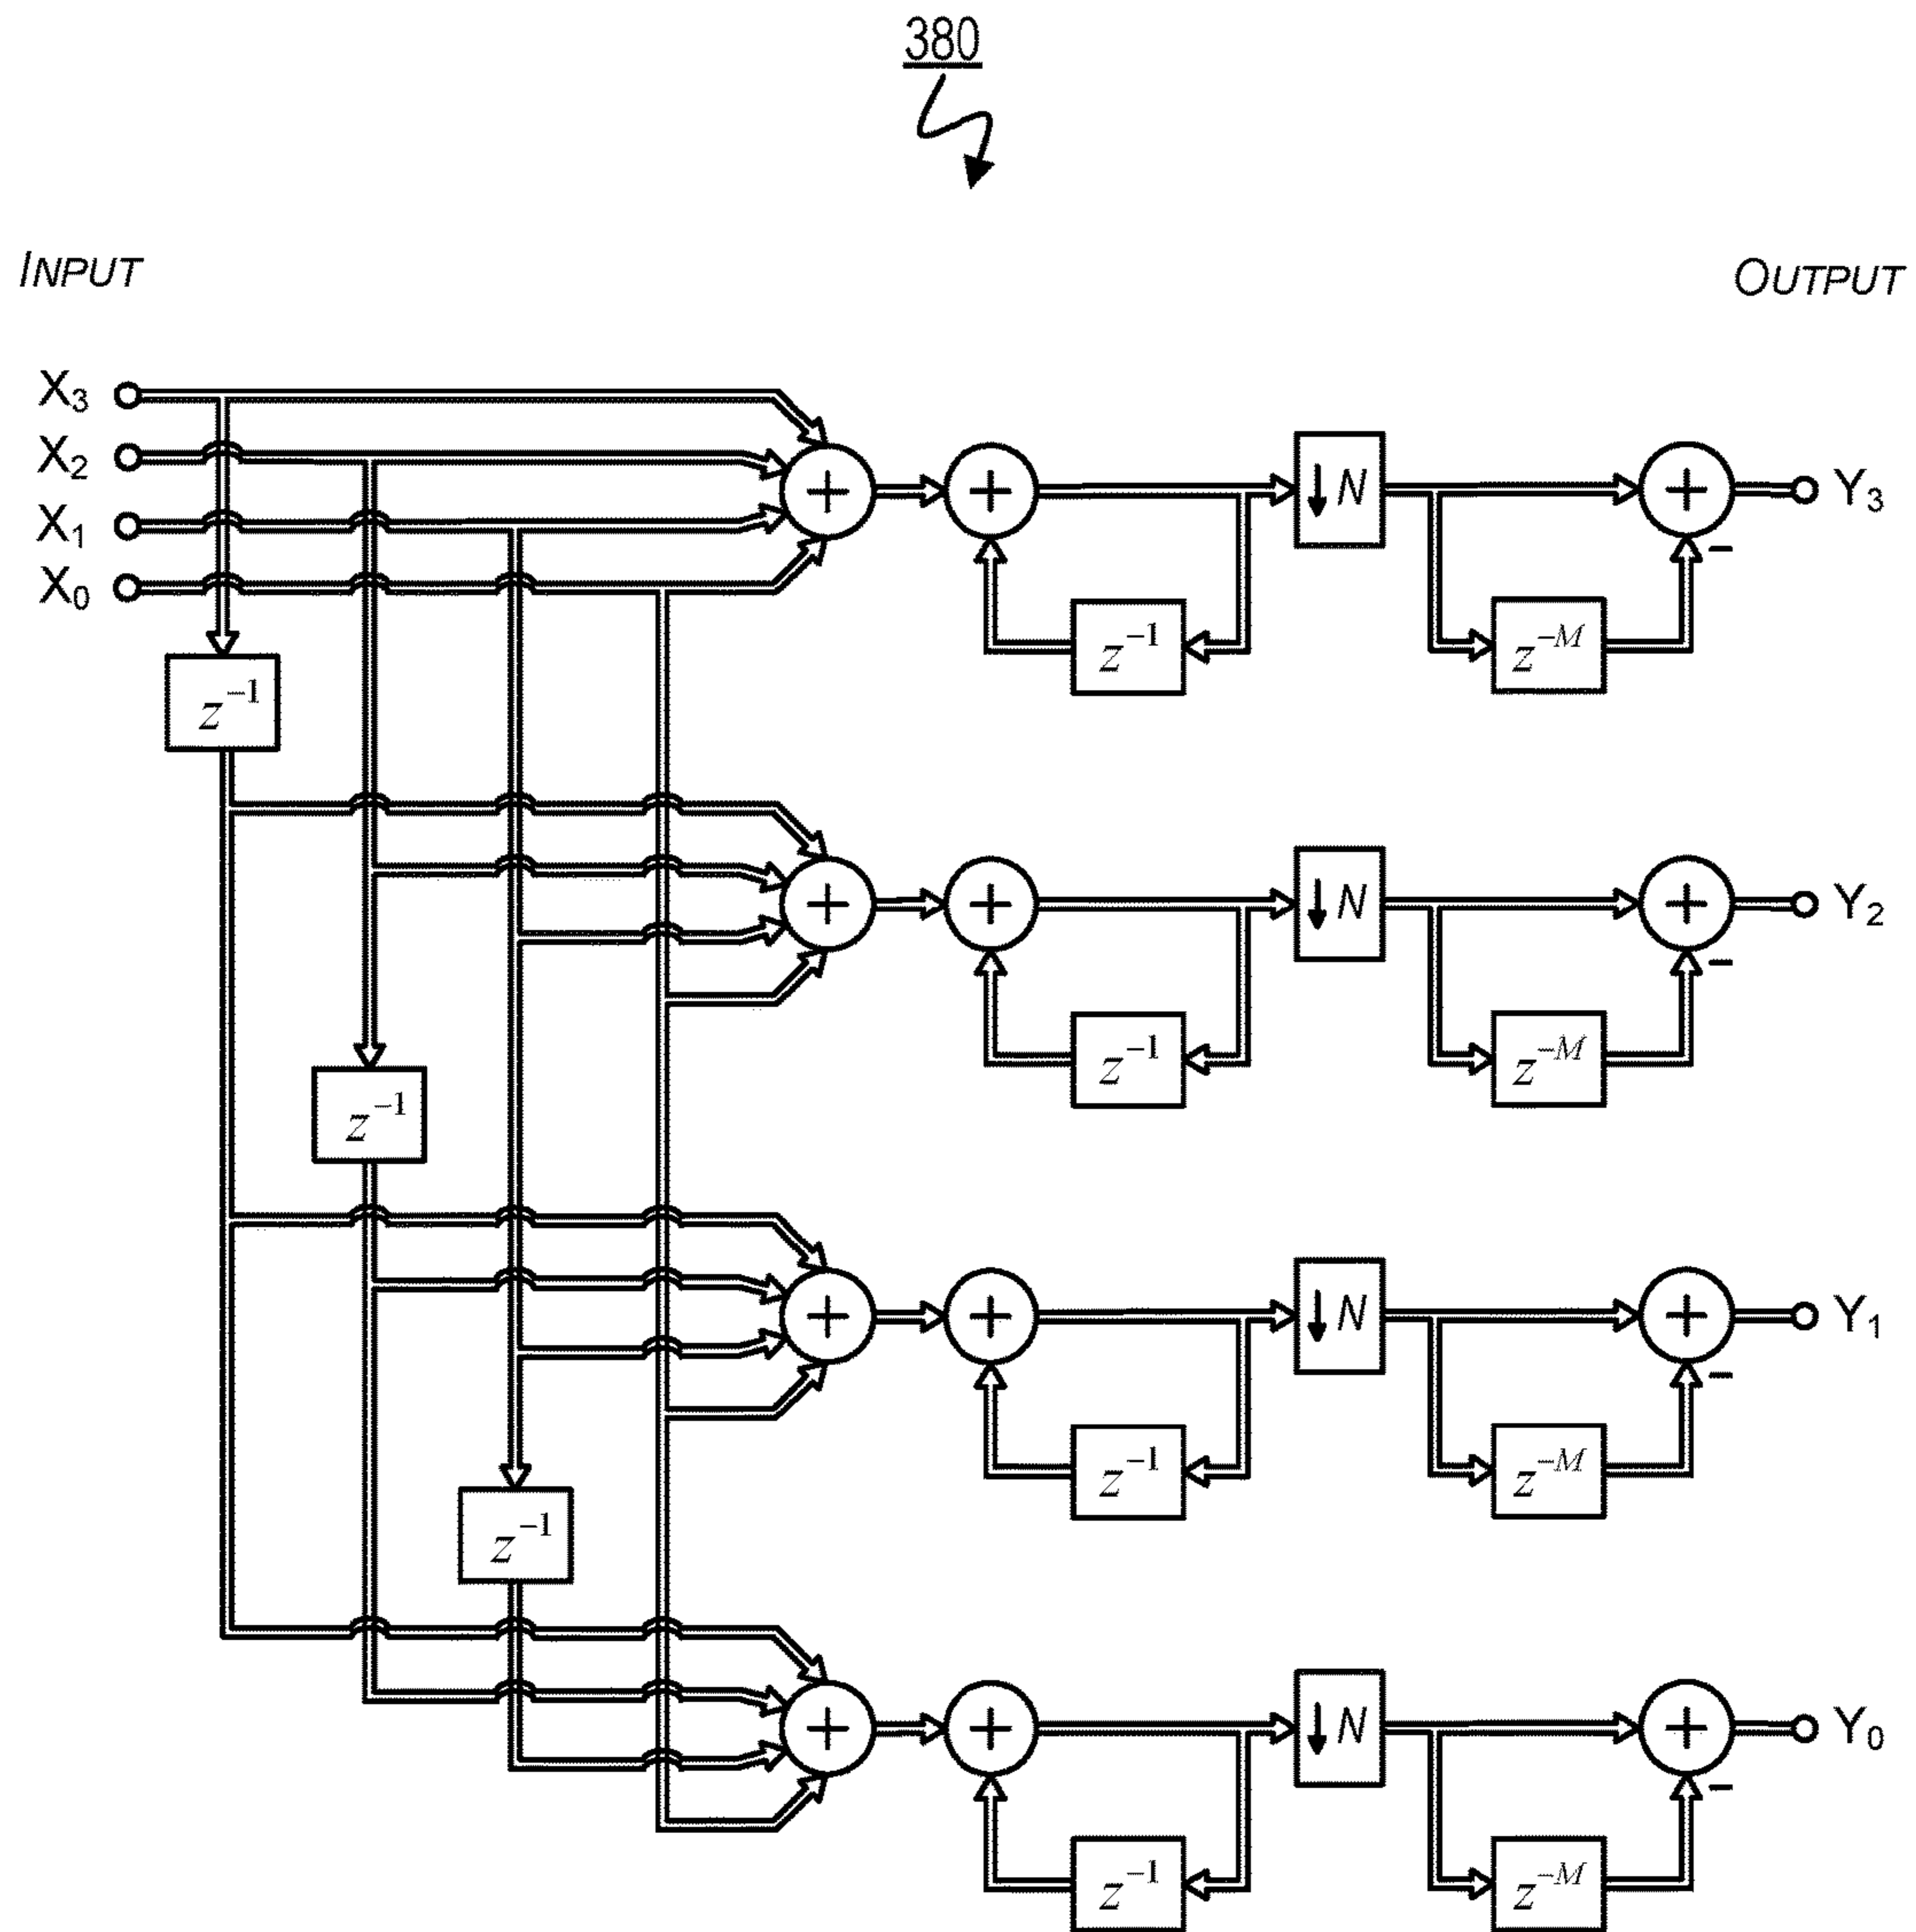 380
INPUT
OUTPUT
X₃
X₂
X₁
X₀
+
+
↓ N
+
Y₃
−
z⁻¹
z⁻ᴹ
z⁻¹
+
+
↓ N
+
Y₂
−
z⁻¹
z⁻ᴹ
z⁻¹
+
+
↓ N
+
Y₁
−
z⁻¹
z⁻ᴹ
z⁻¹
+
+
↓ N
+
Y₀
−
z⁻¹
z⁻ᴹ